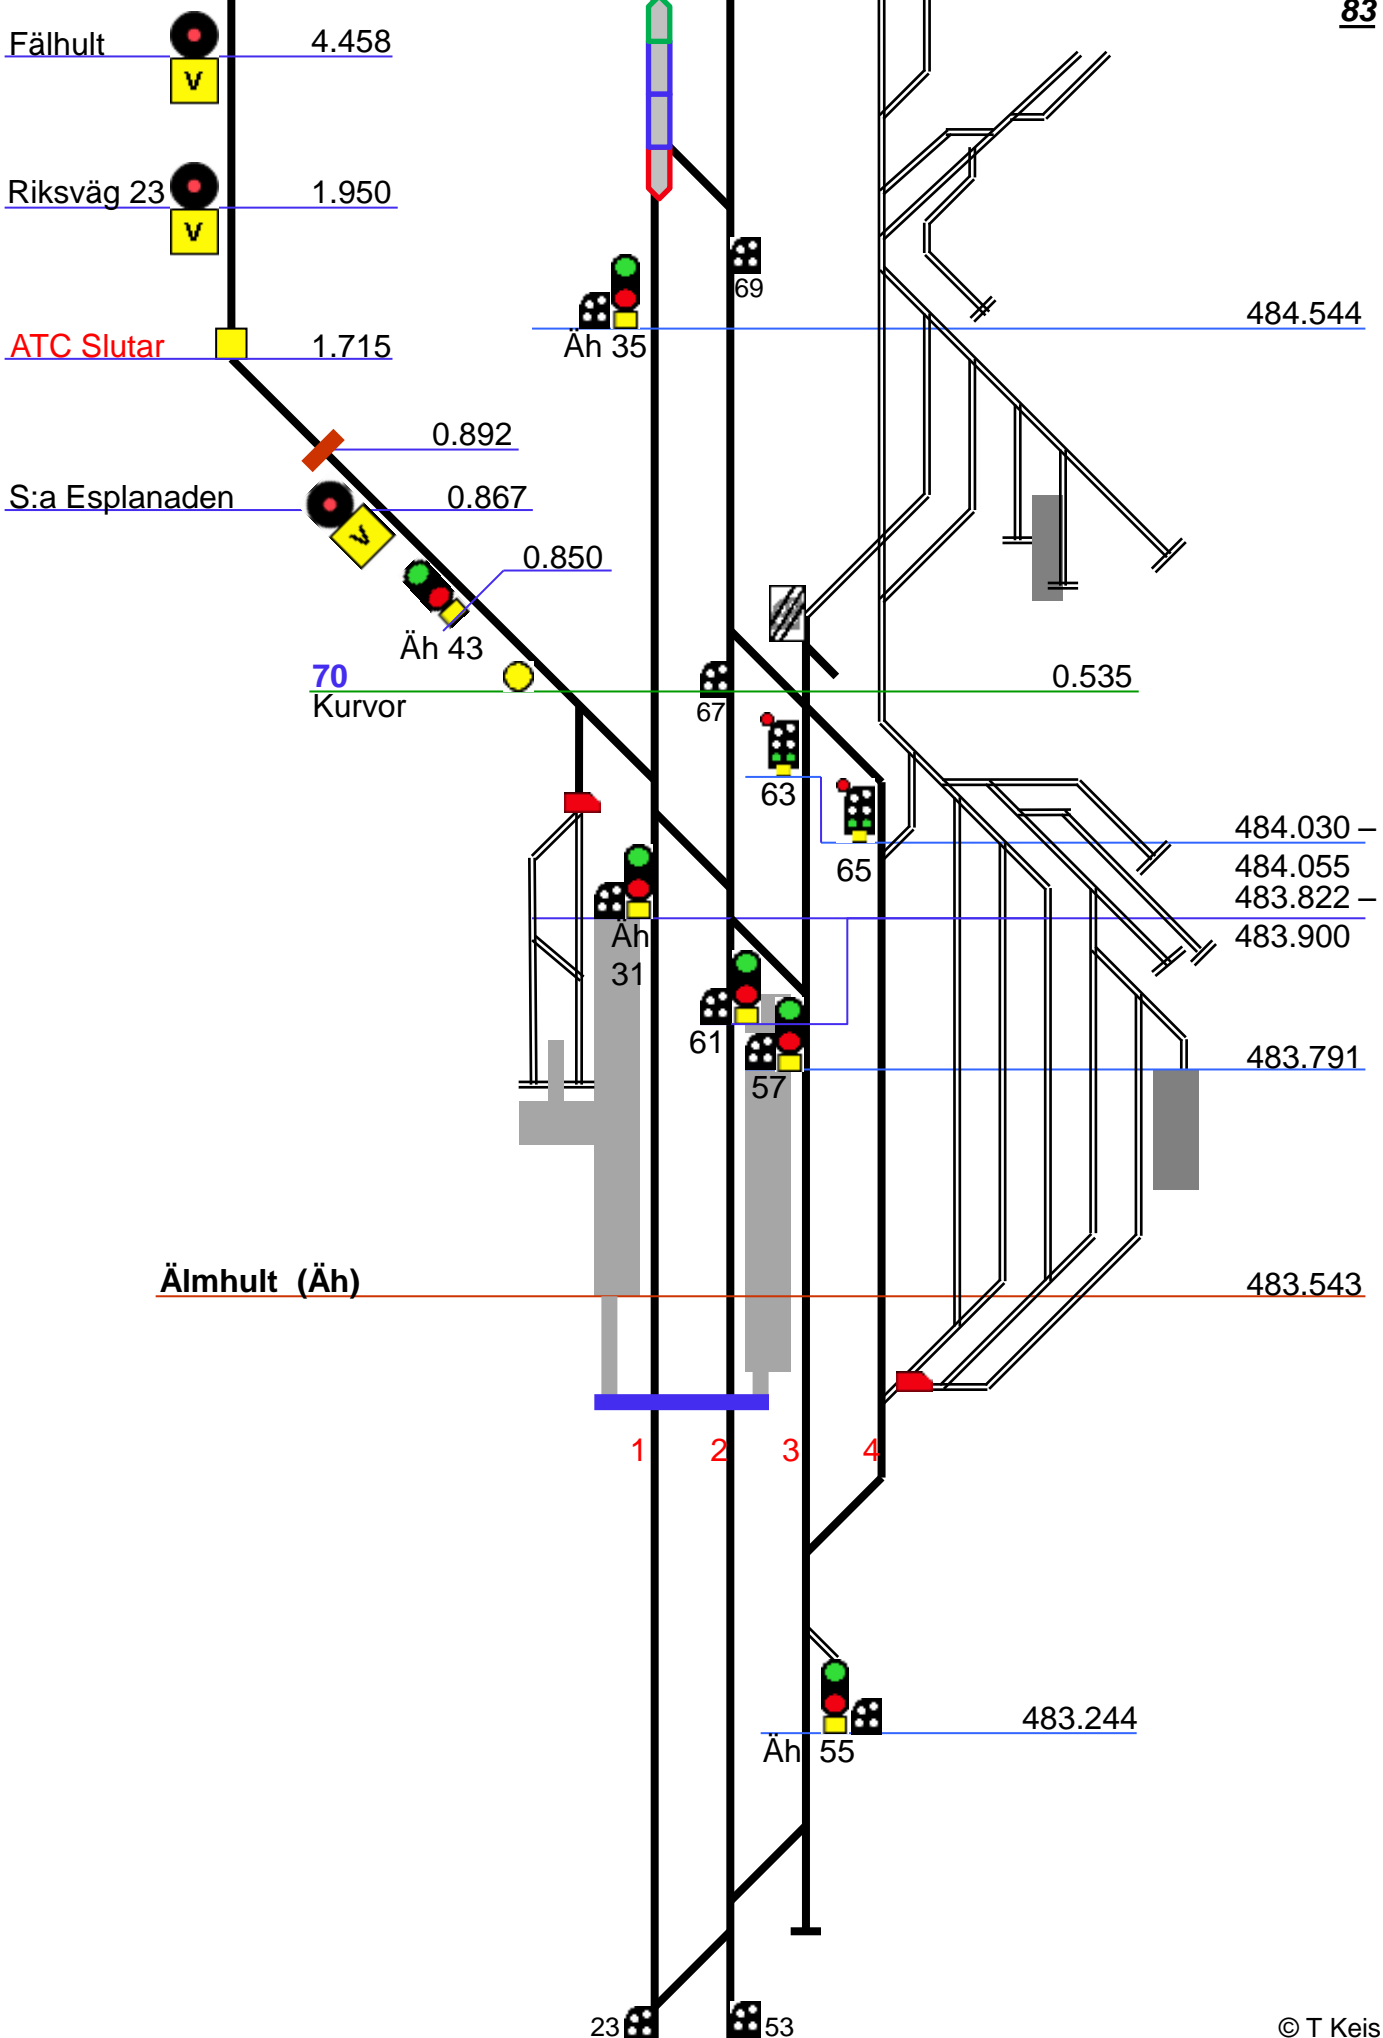 83
Fälhult 4.458
V
Riksväg 23 1.950
V
69
484.544
Äh 35
ATC Slutar 1.715
0.892
S:a Esplanaden 0.867
V
0.850
Äh 43
70 0.535
Kurvor
67
63
484.030 –
65 484.055
483.822 –
Äh 483.900
31
61
483.791
57
Älmhult (Äh) 483.543
1 2 3 4
483.244
Äh 55
23 53
© T Keis